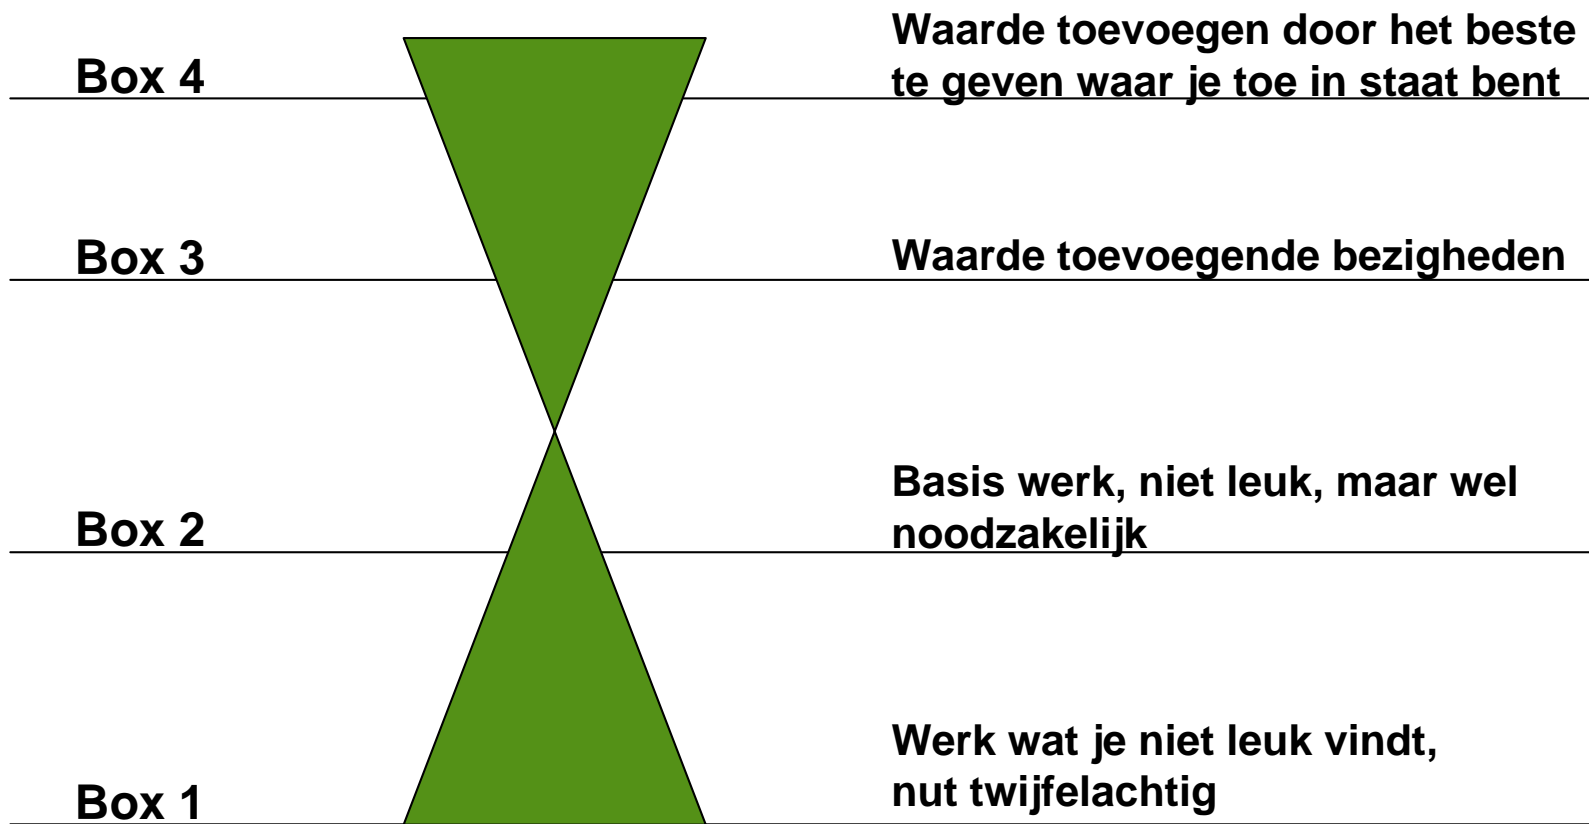 Box 4
Waarde toevoegen door het beste
te geven waar je toe in staat bent
Box 3
Waarde toevoegende bezigheden
Box 2
Basis werk, niet leuk, maar wel
noodzakelijk
Box 1
Werk wat je niet leuk vindt,
nut twijfelachtig